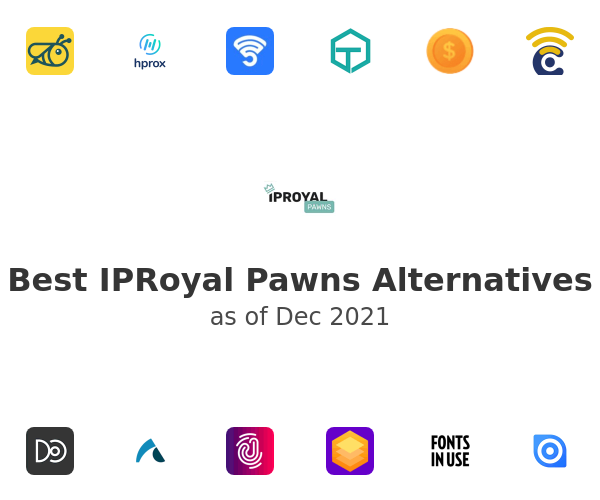 hprox
IPROYAL
PAWNS
Best IPRoyal Pawns Alternatives
as of Dec 2021
FONTS
IN USE